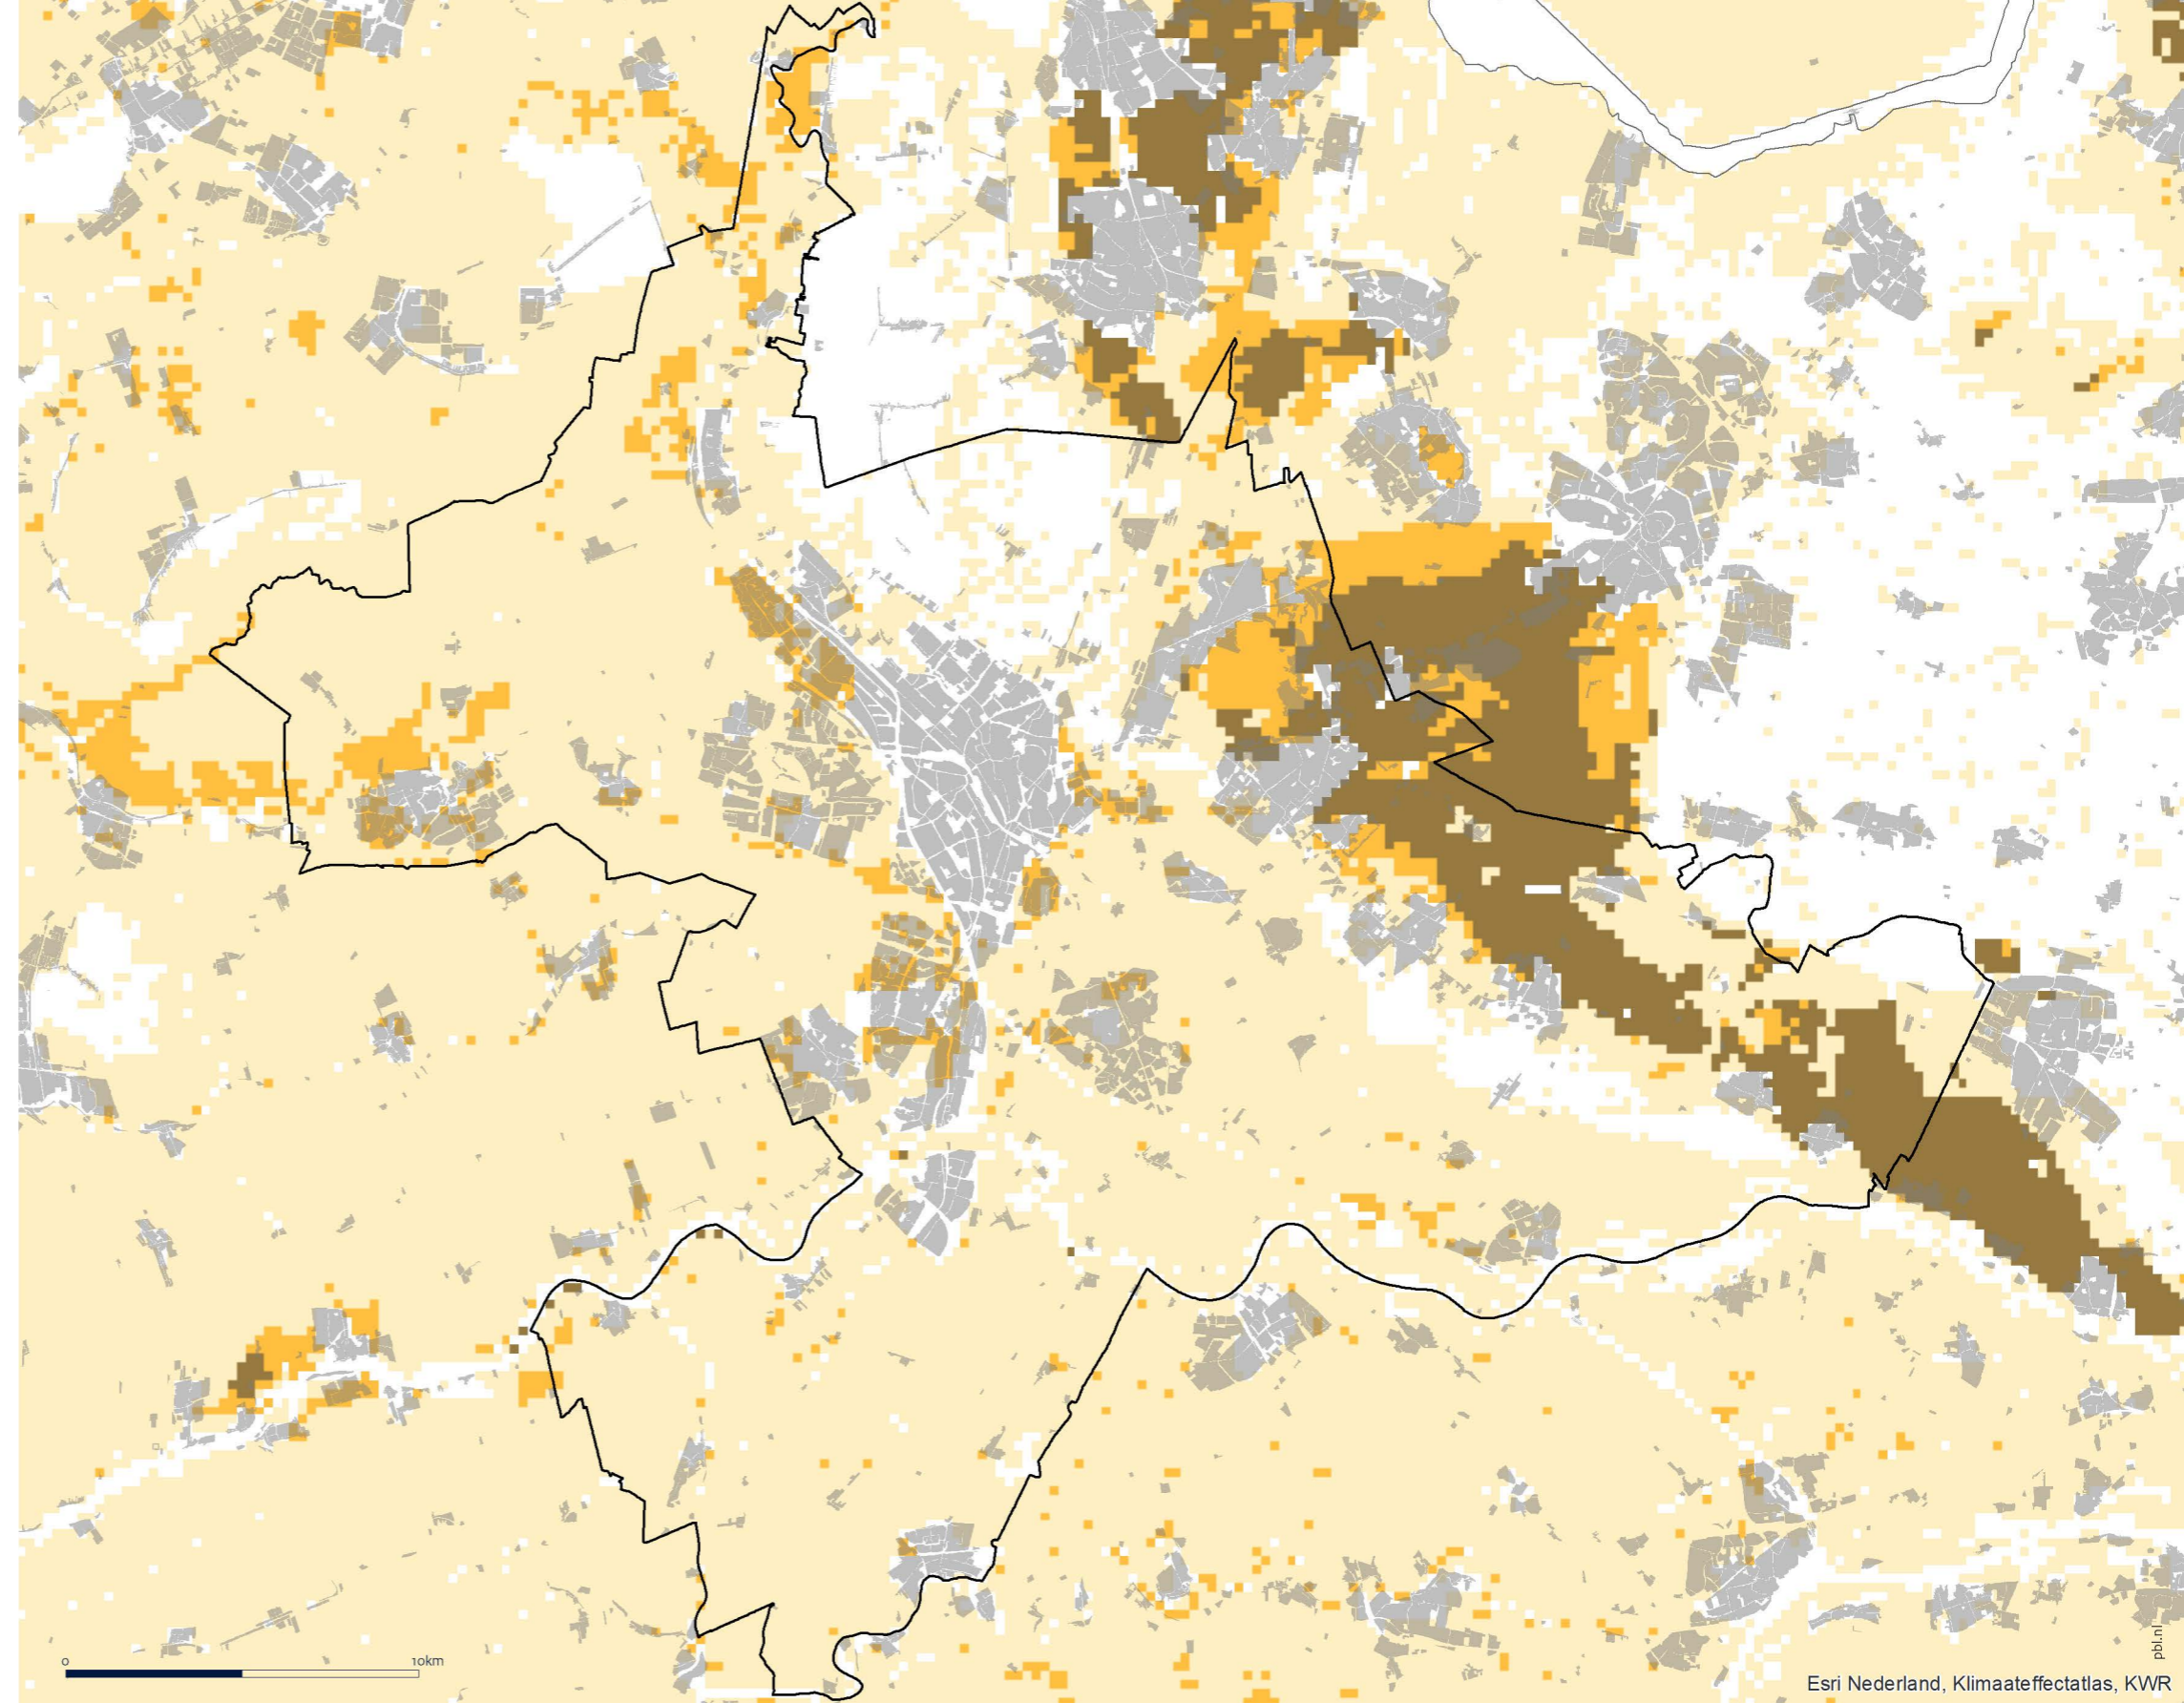 0 10km
pbl.nl
Esri Nederland, Klimaateffectatlas, KWR